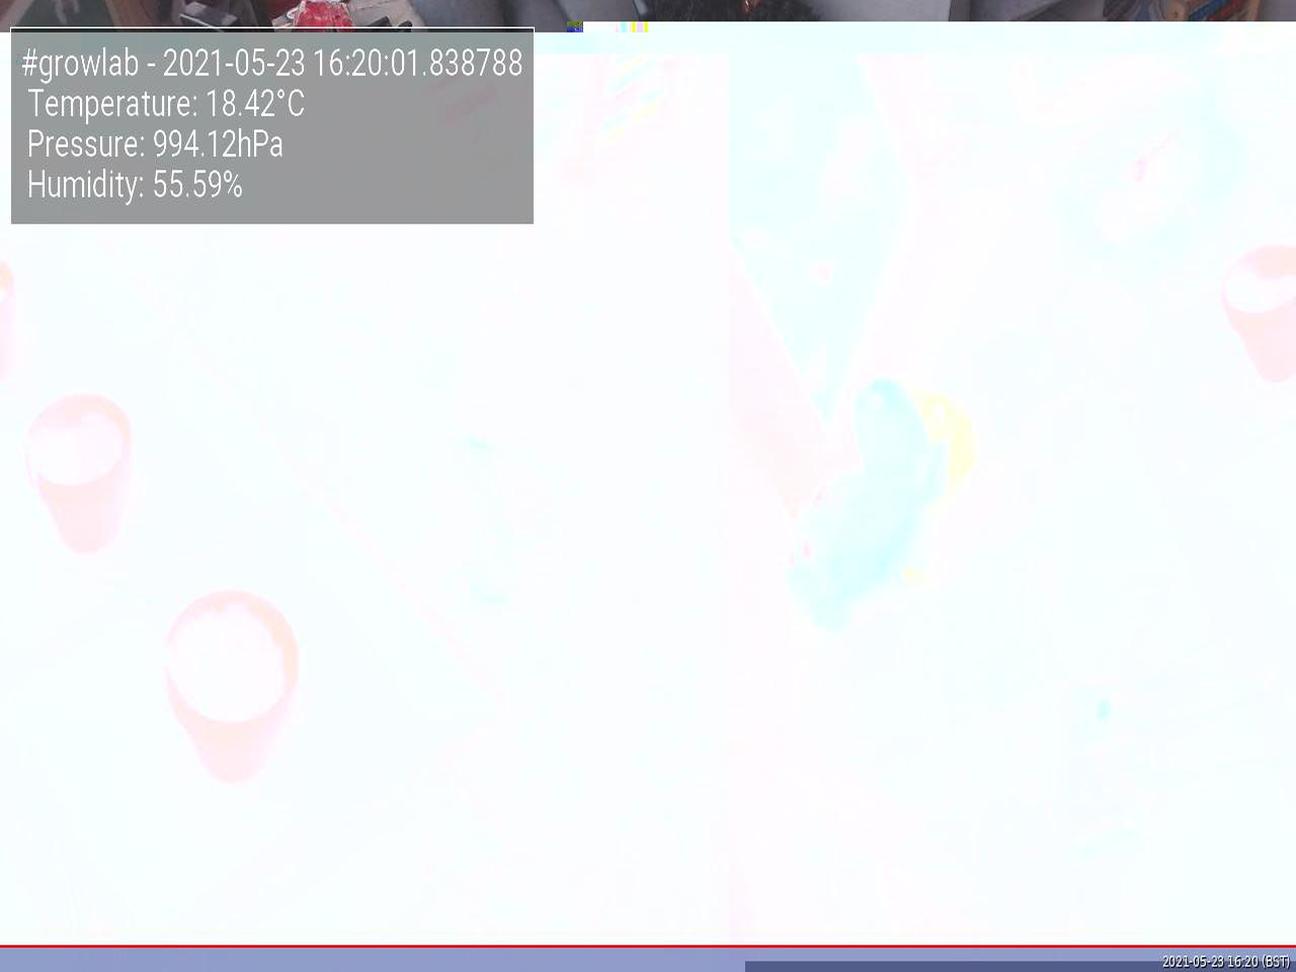 #growlab - 2021-05-23 16:20:01.838788
Temperature: 18.42°C
Pressure: 994.12hPa
Humidity: 55.59%
2021-05-23 16:20 (BST)